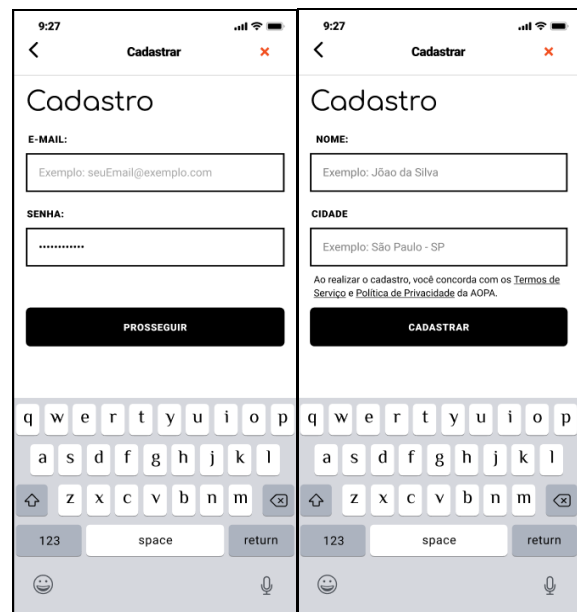 9:27
Cadastrar
×
Cadastro
E-MAIL:
Exemplo: seuEmail@exemplo.com
SENHA:
••••••••••••
PROSSEGUIR
q w e r t y u i o p
a s d f g h j k l
z x c v b n m
123 space return
9:27
Cadastrar
×
Cadastro
NOME:
Exemplo: Jõao da Silva
CIDADE
Exemplo: São Paulo - SP
Ao realizar o cadastro, você concorda com os Termos de
Serviço e Política de Privacidade da AOPA.
CADASTRAR
q w e r t y u i o p
a s d f g h j k l
z x c v b n m
123 space return